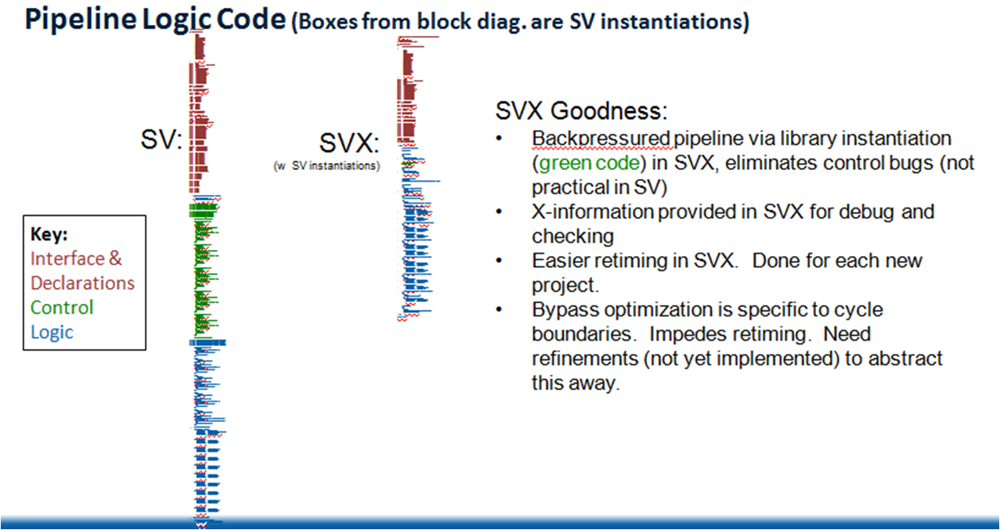 Pipeline Logic Code (Boxes from block diag. are SV instantiations)
SV:
SVX:
(w SV instantiations)
Key:
Interface &
Declarations
Control
Logic
SVX Goodness:
• Backpressured pipeline via library instantiation
(green code) in SVX, eliminates control bugs (not
practical in SV)
• X-information provided in SVX for debug and
checking
• Easier retiming in SVX. Done for each new
project.
• Bypass optimization is specific to cycle
boundaries. Impedes retiming. Need
refinements (not yet implemented) to abstract
this away.